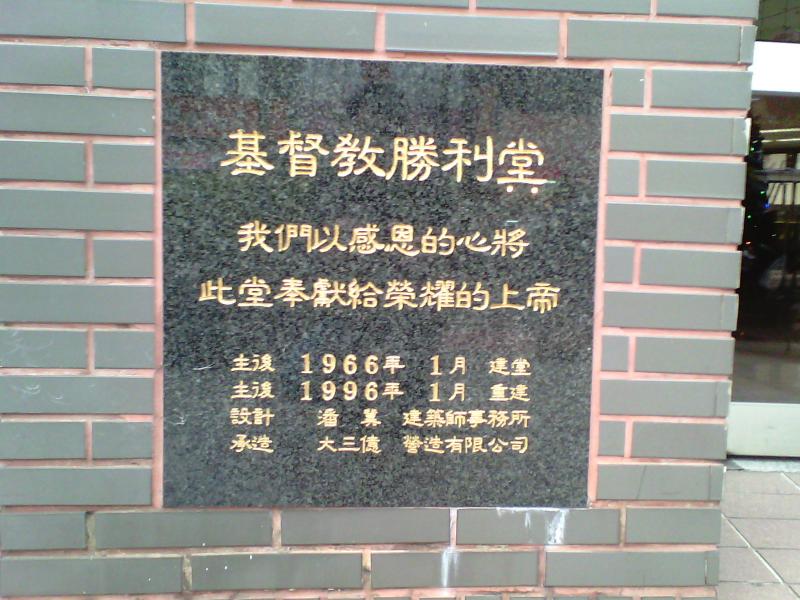 基督教勝利堂
我們以感恩的心將
此堂奉獻給榮耀的上帝
主後 1966年 1月 建堂
主後 1996年 1月 重建
設計 潘冀 建築師事務所
承造 大三億 營造有限公司